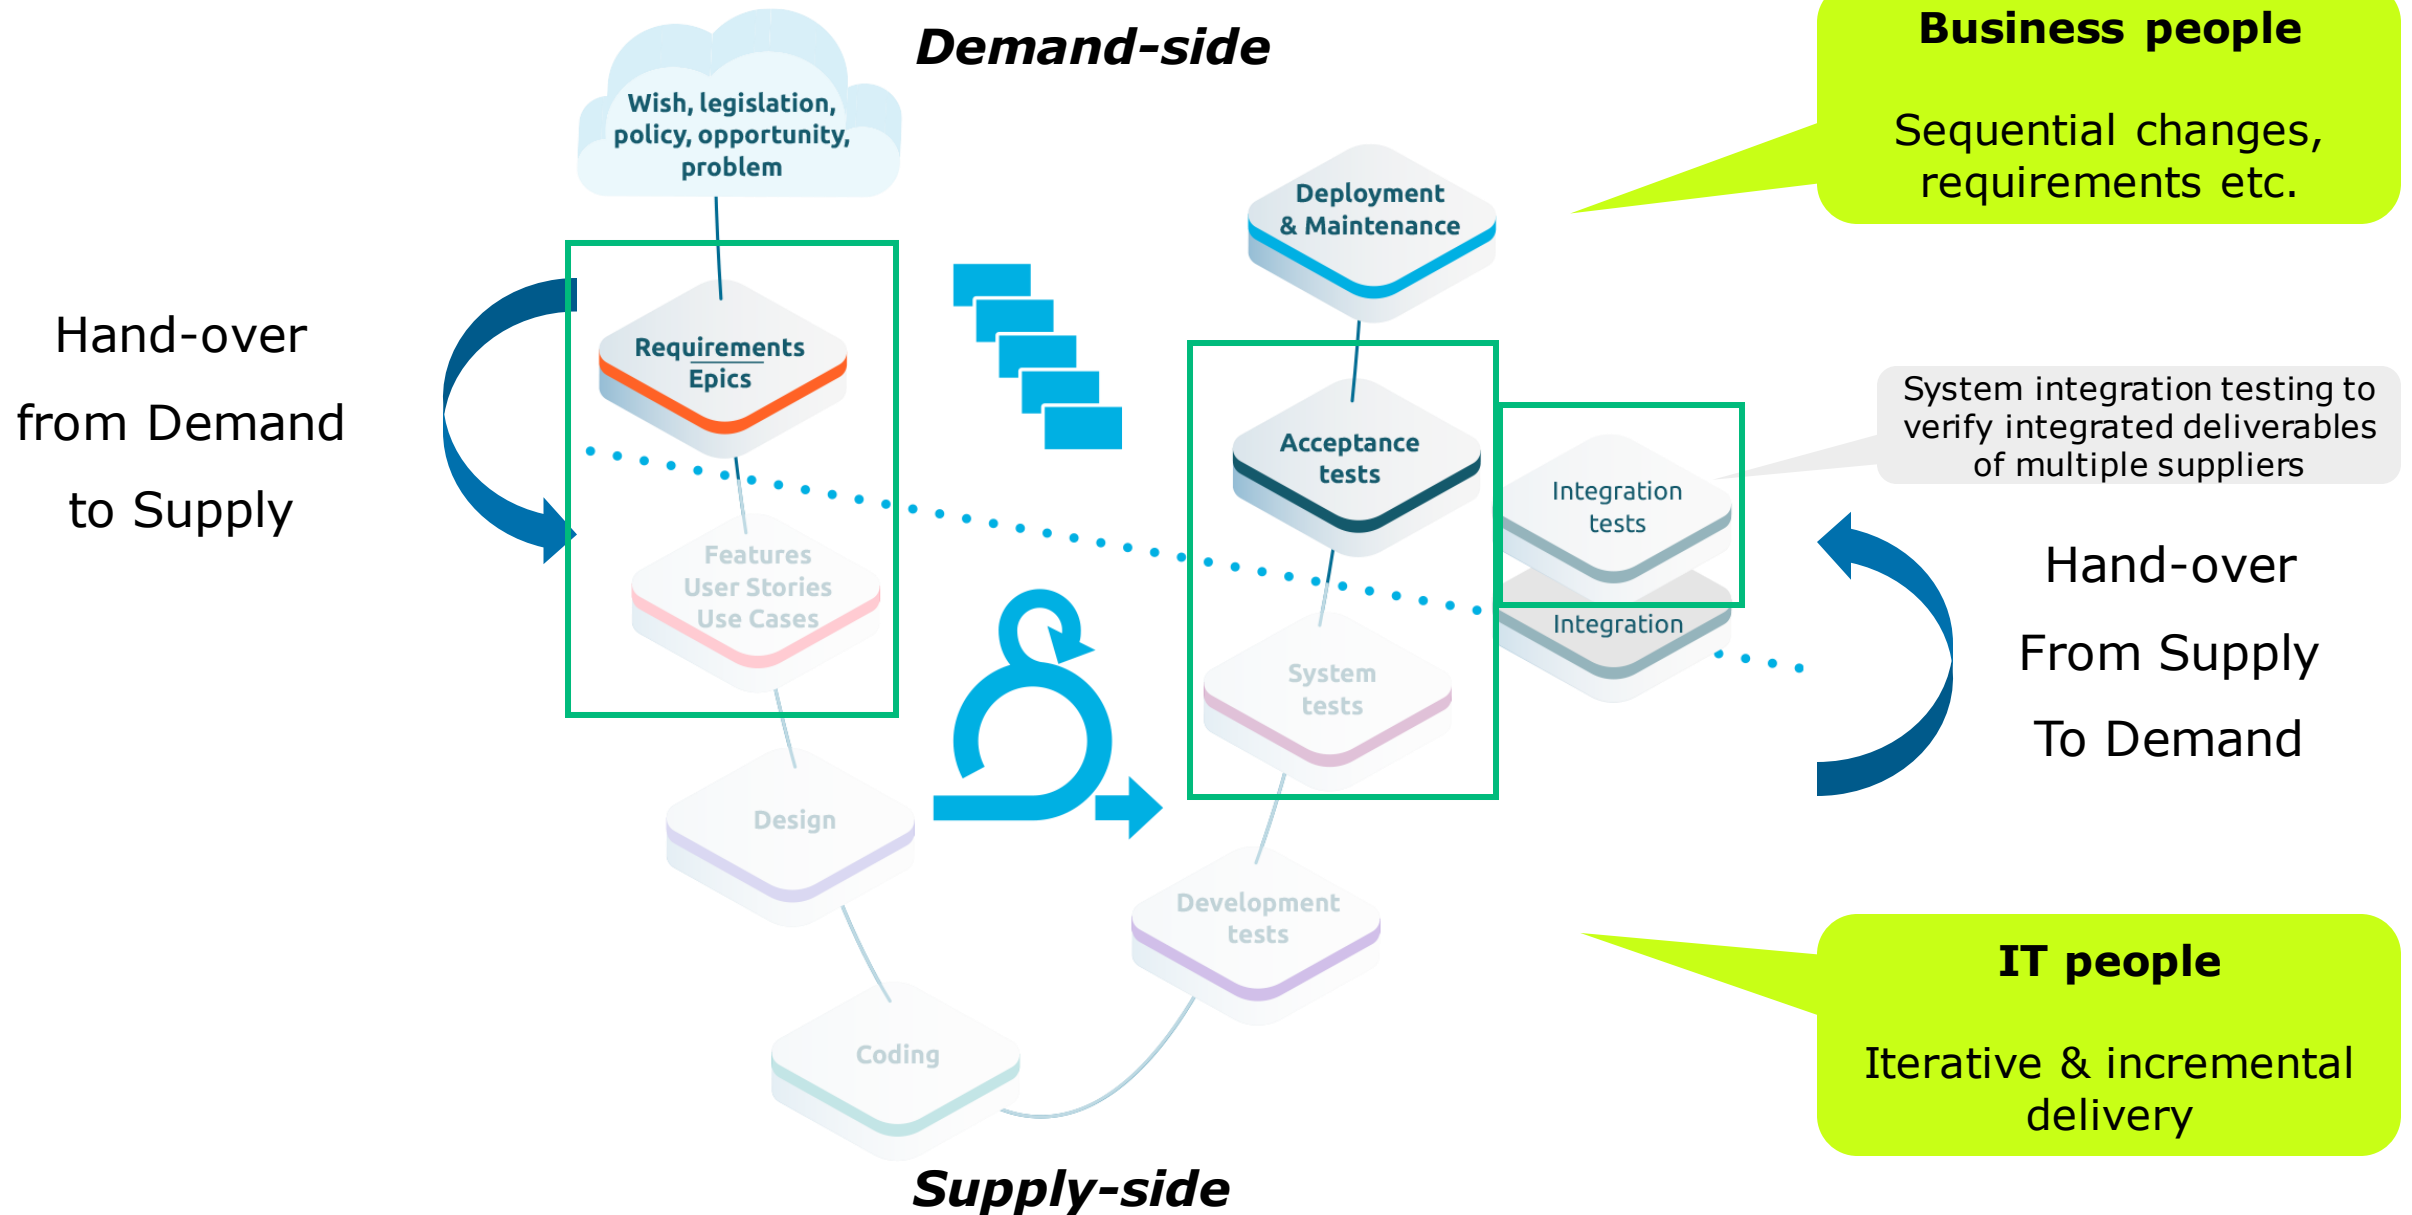 Demand-side
Business people
Sequential changes,
requirements etc.
Wish, legislation,
policy, opportunity,
problem
Deployment
& Maintenance
Hand-over
from Demand
to Supply
Requirements
Epics
System integration testing to
verify integrated deliverables
of multiple suppliers
Acceptance
tests
Integration
tests
Features
User Stories
Use Cases
Integration
Hand-over
From Supply
To Demand
System
tests
Design
Development
tests
IT people
Iterative & incremental
delivery
Coding
Supply-side